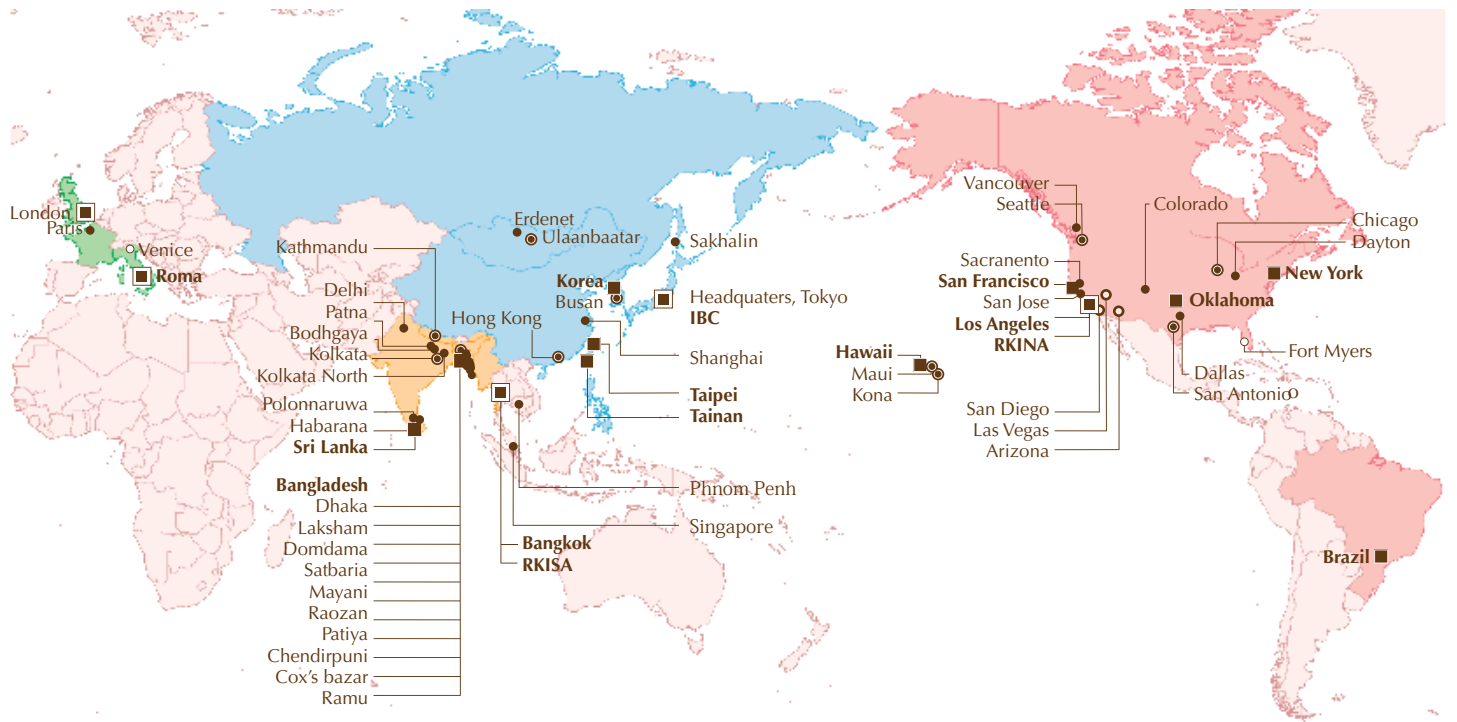 London
Paris
Venice
Roma
Kathmandu
Delhi
Patna
Bodhgaya
Kolkata
Kolkata North
Polonnaruwa
Habarana
Sri Lanka
Bangladesh
Dhaka
Laksham
Domdama
Satbaria
Mayani
Raozan
Patiya
Chendirpuni
Cox's bazar
Ramu
Erdenet
Ulaanbaatar
Sakhalin
Korea
Busan
Headquaters, Tokyo
IBC
Hong Kong
Shanghai
Taipei
Tainan
Phnom Penh
Singapore
Bangkok
RKISA
Hawaii
Maui
Kona
Vancouver
Seattle
Sacranento
San Francisco
San Jose
Los Angeles
RKINA
San Diego
Las Vegas
Arizona
Colorado
Chicago
Dayton
New York
Oklahoma
Fort Myers
Dallas
San Antonio
Brazil